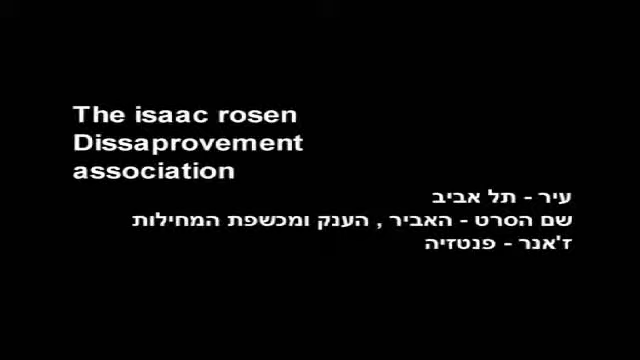 The isaac rosen
Dissaprovement
association
עיר - תל אביב
שם הסרט - האביר , הענק ומכשפת המחילות
ז'אנר - פנטזיה